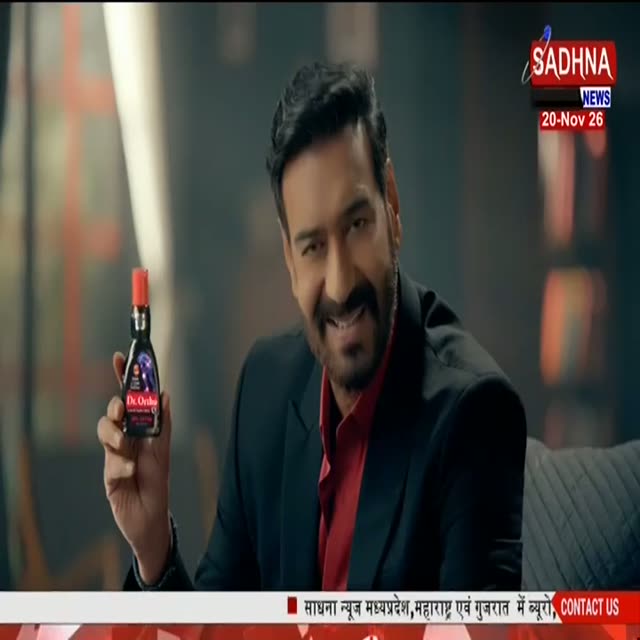 SADHNA
NEWS
20-Nov 26
Dr. Ortho
साधना न्यूज मध्यप्रदेश,महाराष्ट्र एवं गुजरात में ब्यूरो,
CONTACT US